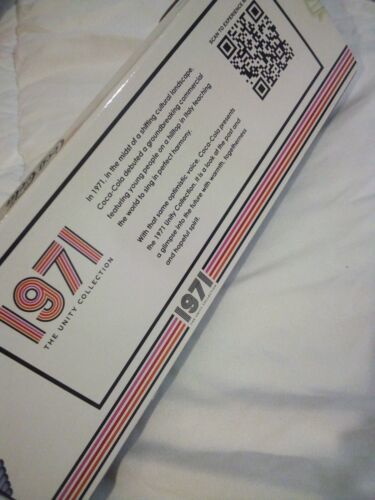 1971
THE UNITY COLLECTION
In 1971, in the midst of a shifting cultural landscape,
Coca-Cola debuted a groundbreaking commercial
featuring young people on a hilltop in Italy teaching
the world to sing in perfect harmony.
With that same optimistic voice, Coca-Cola presents
the 1971 Unity Collection. It is a look at the past and
a glimpse into the future with warmth, togetherness
and hopeful spirit.
SCAN TO EXPERIENCE
1971
THE UNITY COLLECTION